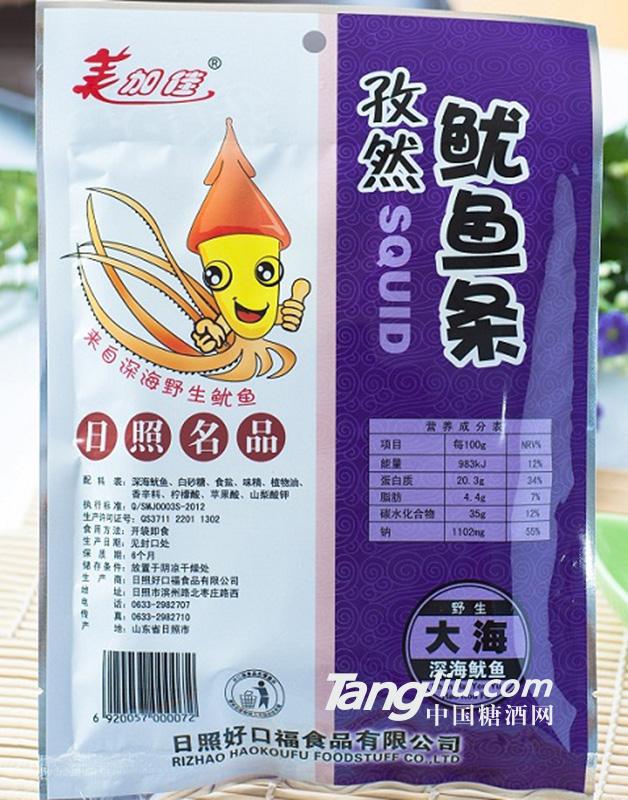 美加佳®
孜然
鱿鱼条
SQUID
来自深海野生鱿鱼
日照名品
配 料 表：深海鱿鱼、白砂糖、食盐、味精、植物油、
香辛料、柠檬酸、苹果酸、山梨酸钾
执行标准：Q/SMJ0003S-2012
生产许可证号：QS3711 2201 1302
食用方法：开袋即食
生产日期：见封口处
保 质 期：6个月
储存条件：放置于阴凉干燥处
生 产 商：日照好口福食品有限公司
地 址：日照市滨州路北枣庄路西
电 话：0633-2982707
传 真：0633-2982710
产 地：山东省日照市
营养成分表
项目 每100g NRV%
能量 983kJ 12%
蛋白质 20.3g 34%
脂肪 4.4g 7%
碳水化合物 35g 12%
钠 1102mg 55%
野生
大海
深海鱿鱼
TangJiu.com
中国糖酒网
6 920057 000072
日照好口福食品有限公司
RIZHAO HAOKOUFU FOODSTUFF CO.,LTD